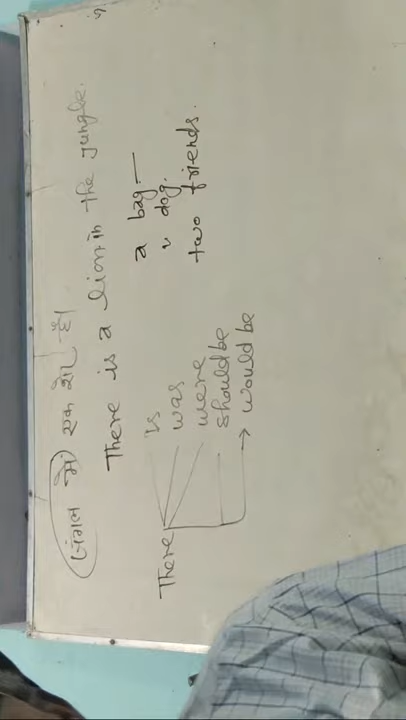 जंगल में एक शेर है।
There is a lion in the jungle.
There
is
was
were
should be
would be
a bag —
" dog.
two friends.